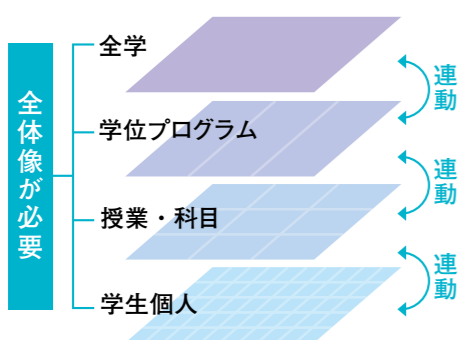 全体像が必要
全学
学位プログラム
授業・科目
学生個人
連動
連動
連動